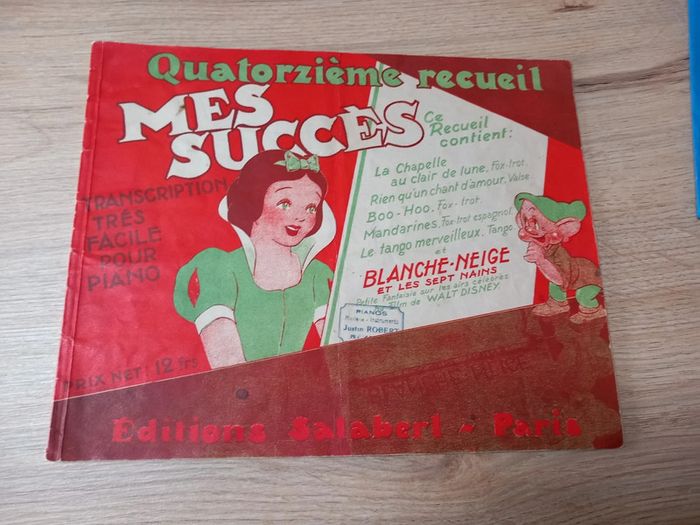 Quatorzième recueil
MES
SUCCÈS
TRANSCRIPTION
TRÈS
FACILE
POUR
PIANO
Ce
Recueil
contient:
La Chapelle
au clair de lune, Fox-trot.
Rien qu'un chant d'amour, Valse
Boo-Hoo, Fox-trot.
Mandarines, Fox-trot espagnol.
Le tango merveilleux, Tango.
et
BLANCHE-NEIGE
ET LES SEPT NAINS
Petite Fantaisie sur les airs célèbres
Film de WALT DISNEY.
PIANOS
Justin ROBERT
PRIX NET: 12 frs
Editions Salabert - Paris